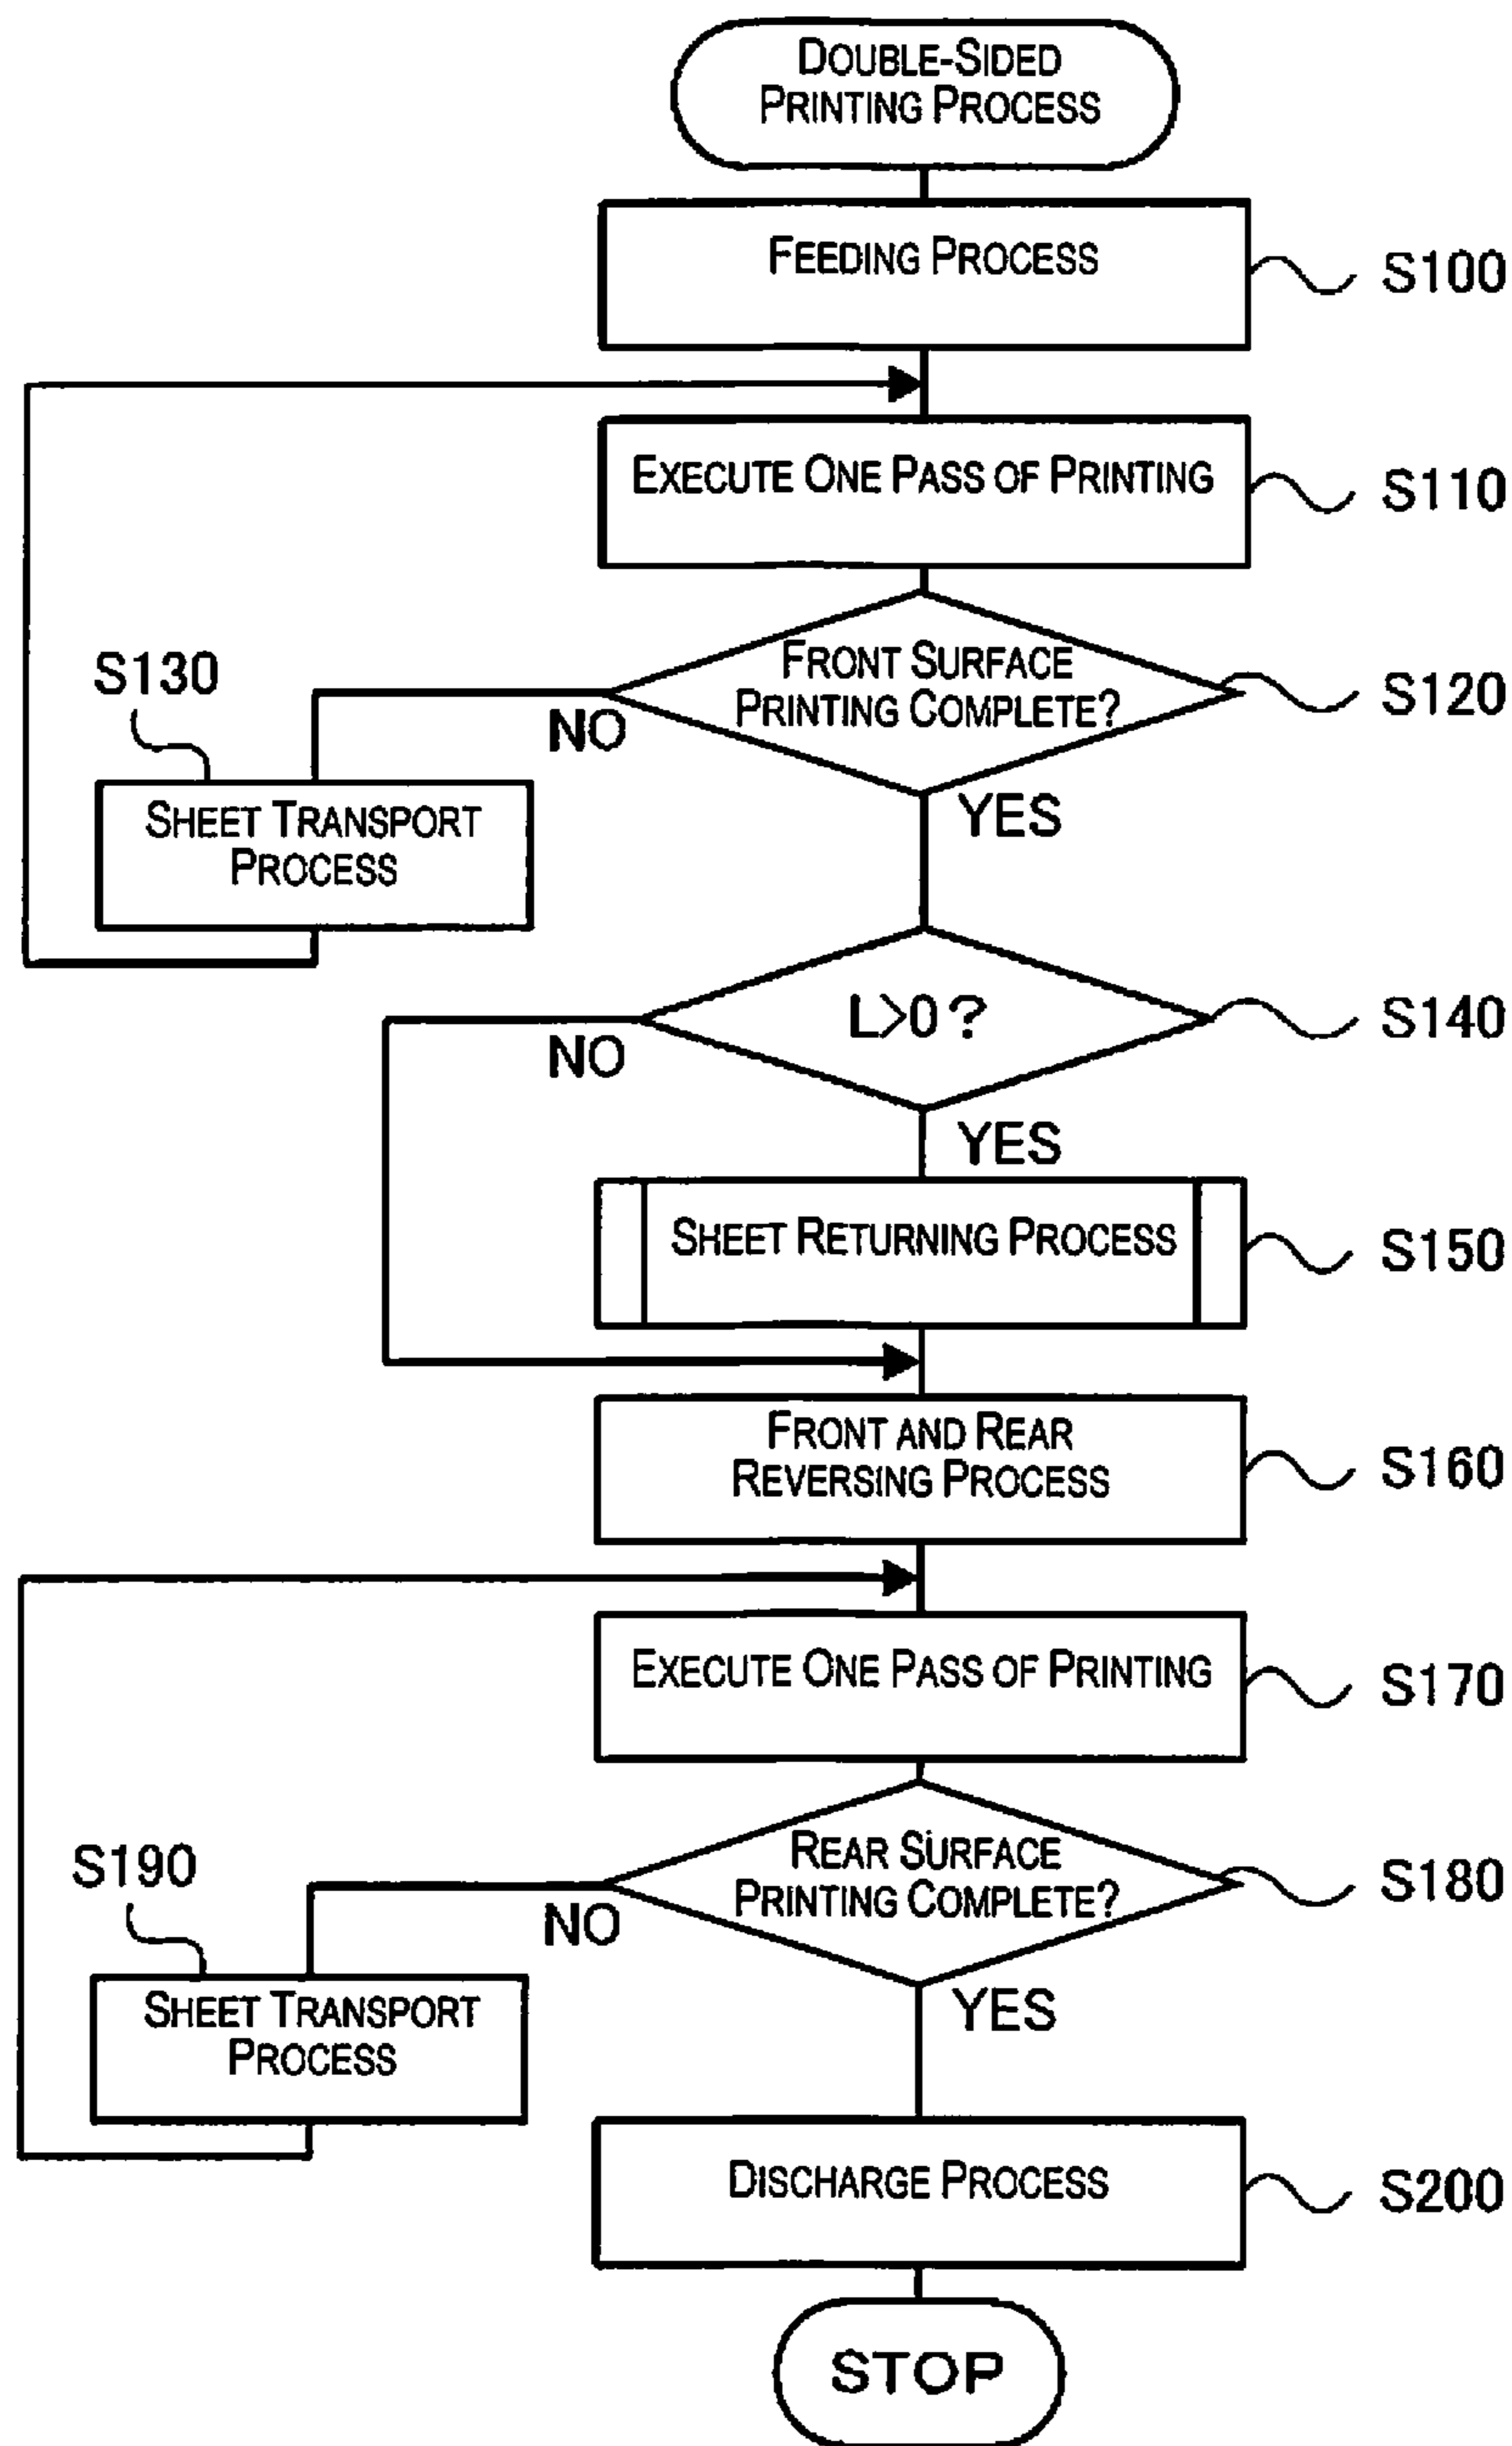 DOUBLE-SIDED
PRINTING PROCESS
FEEDING PROCESS
S100
EXECUTE ONE PASS OF PRINTING
S110
FRONT SURFACE
PRINTING COMPLETE?
S120
NO
YES
S130
SHEET TRANSPORT
PROCESS
L>0?
S140
NO
YES
SHEET RETURNING PROCESS
S150
FRONT AND REAR
REVERSING PROCESS
S160
EXECUTE ONE PASS OF PRINTING
S170
REAR SURFACE
PRINTING COMPLETE?
S180
NO
YES
S190
SHEET TRANSPORT
PROCESS
DISCHARGE PROCESS
S200
STOP